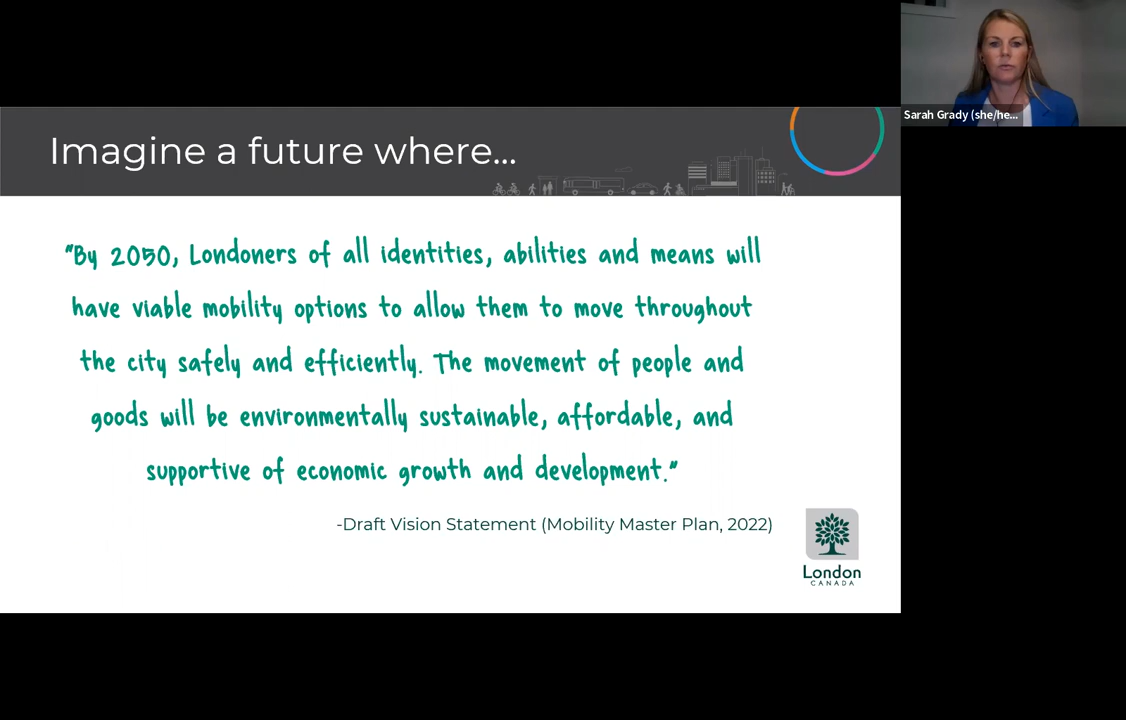 Sarah Grady (she/he...
Imagine a future where...
"By 2050, Londoners of all identities, abilities and means will
have viable mobility options to allow them to move throughout
the city safely and efficiently. The movement of people and
goods will be environmentally sustainable, affordable, and
supportive of economic growth and development."
-Draft Vision Statement (Mobility Master Plan, 2022)
London
CANADA